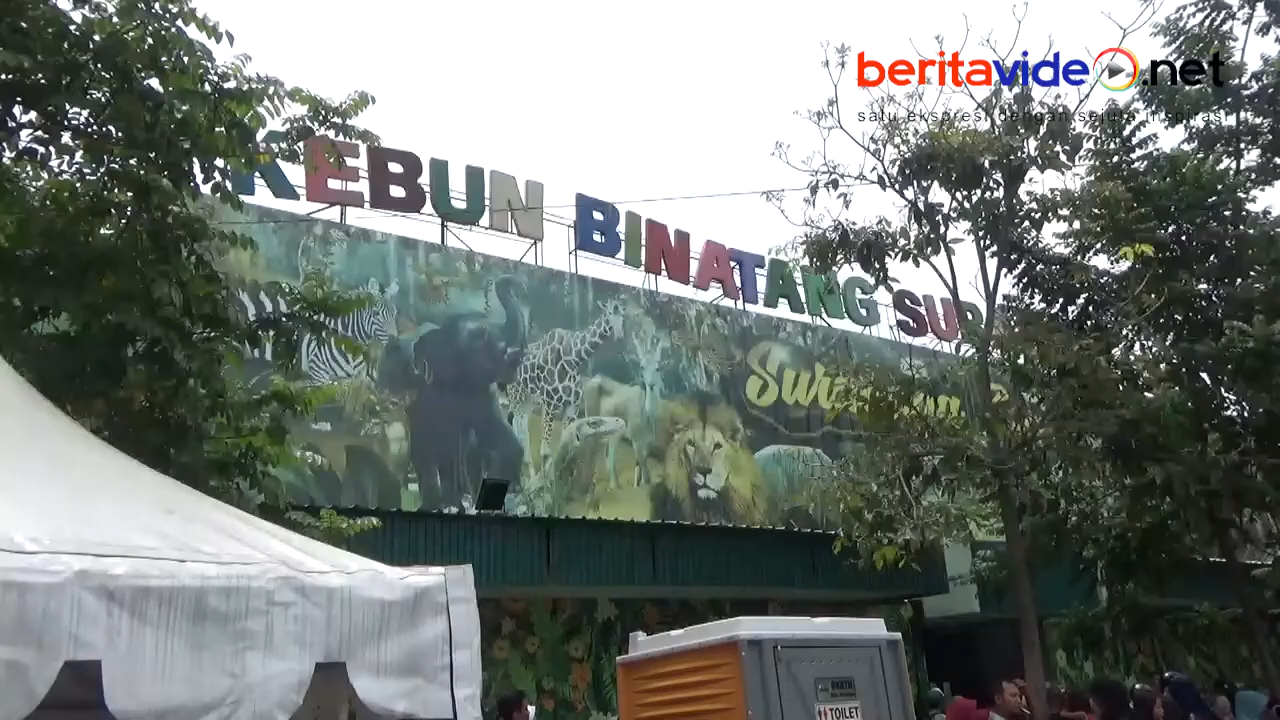 beritavideo.net
satu ekspresi dengan sejuta inspirasi
KEBUN BINATANG SUR
TOILET